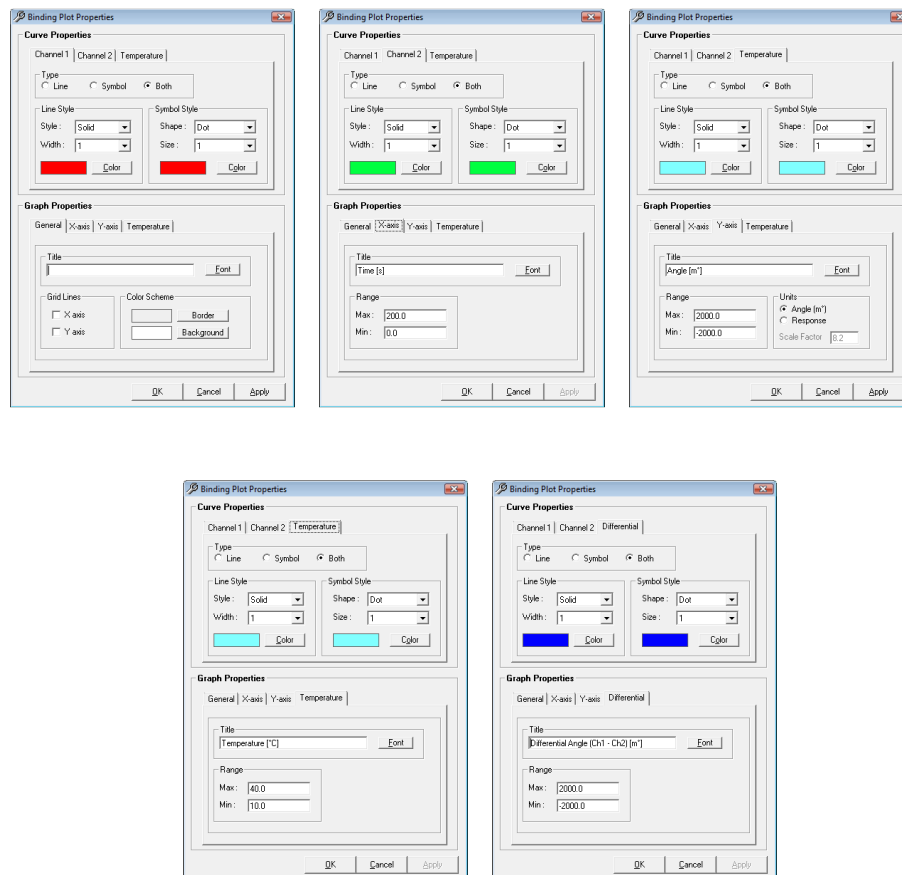 Binding Plot Properties
Curve Properties
Channel 1 Channel 2 Temperature
Type
Line Symbol Both
Line Style Symbol Style
Style : Solid Shape : Dot
Width : 1 Size : 1
Color Color
Graph Properties
General X-axis Y-axis Temperature
Title
Font
Grid Lines Color Scheme
X axis Border
Y axis Background
OK Cancel Apply
Binding Plot Properties
Curve Properties
Channel 1 Channel 2 Temperature
Type
Line Symbol Both
Line Style Symbol Style
Style : Solid Shape : Dot
Width : 1 Size : 1
Color Color
Graph Properties
General X-axis Y-axis Temperature
Title
Time [s] Font
Range
Max : 200.0
Min : 0.0
OK Cancel Apply
Binding Plot Properties
Curve Properties
Channel 1 Channel 2 Temperature
Type
Line Symbol Both
Line Style Symbol Style
Style : Solid Shape : Dot
Width : 1 Size : 1
Color Color
Graph Properties
General X-axis Y-axis Temperature
Title
Angle [m°] Font
Range Units
Max : 2000.0 Angle (m°)
Min : -2000.0 Response
Scale Factor 8.2
OK Cancel Apply
Binding Plot Properties
Curve Properties
Channel 1 Channel 2 Temperature
Type
Line Symbol Both
Line Style Symbol Style
Style : Solid Shape : Dot
Width : 1 Size : 1
Color Color
Graph Properties
General X-axis Y-axis Temperature
Title
Temperature [°C] Font
Range
Max : 40.0
Min : 10.0
OK Cancel Apply
Binding Plot Properties
Curve Properties
Channel 1 Channel 2 Differential
Type
Line Symbol Both
Line Style Symbol Style
Style : Solid Shape : Dot
Width : 1 Size : 1
Color Color
Graph Properties
General X-axis Y-axis Differential
Title
Differential Angle (Ch1 - Ch2) [m°] Font
Range
Max : 2000.0
Min : -2000.0
OK Cancel Apply